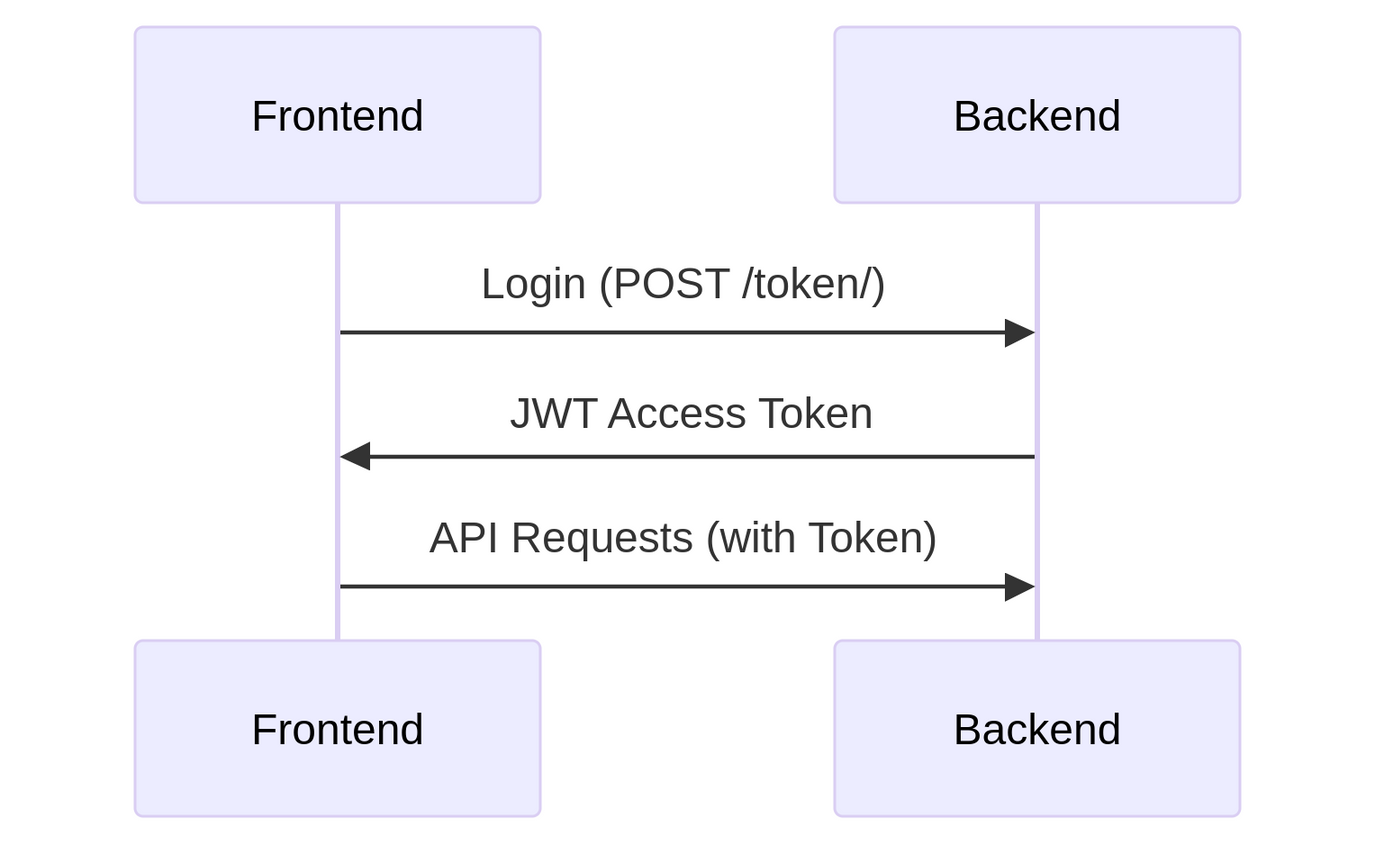 Frontend
Backend
Login (POST /token/)
JWT Access Token
API Requests (with Token)
Frontend
Backend